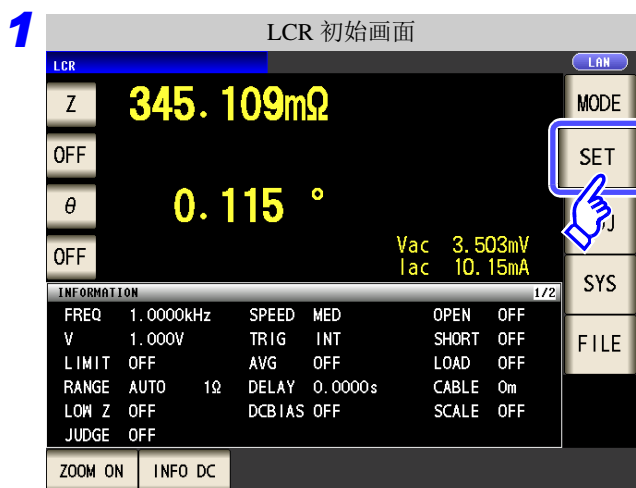 1
LCR 初始画面
LCR
LAN
Z
345.109mΩ
MODE
OFF
SET
θ
0.115 °
OFF
Vac 3.503mV
Iac 10.15mA
SYS
INFORMATION 1/2
FREQ 1.0000kHz SPEED MED OPEN OFF
V 1.000V TRIG INT SHORT OFF
FILE
LIMIT OFF AVG OFF LOAD OFF
RANGE AUTO 1Ω DELAY 0.0000s CABLE 0m
LOW Z OFF DCBIAS OFF SCALE OFF
JUDGE OFF
ZOOM ON INFO DC